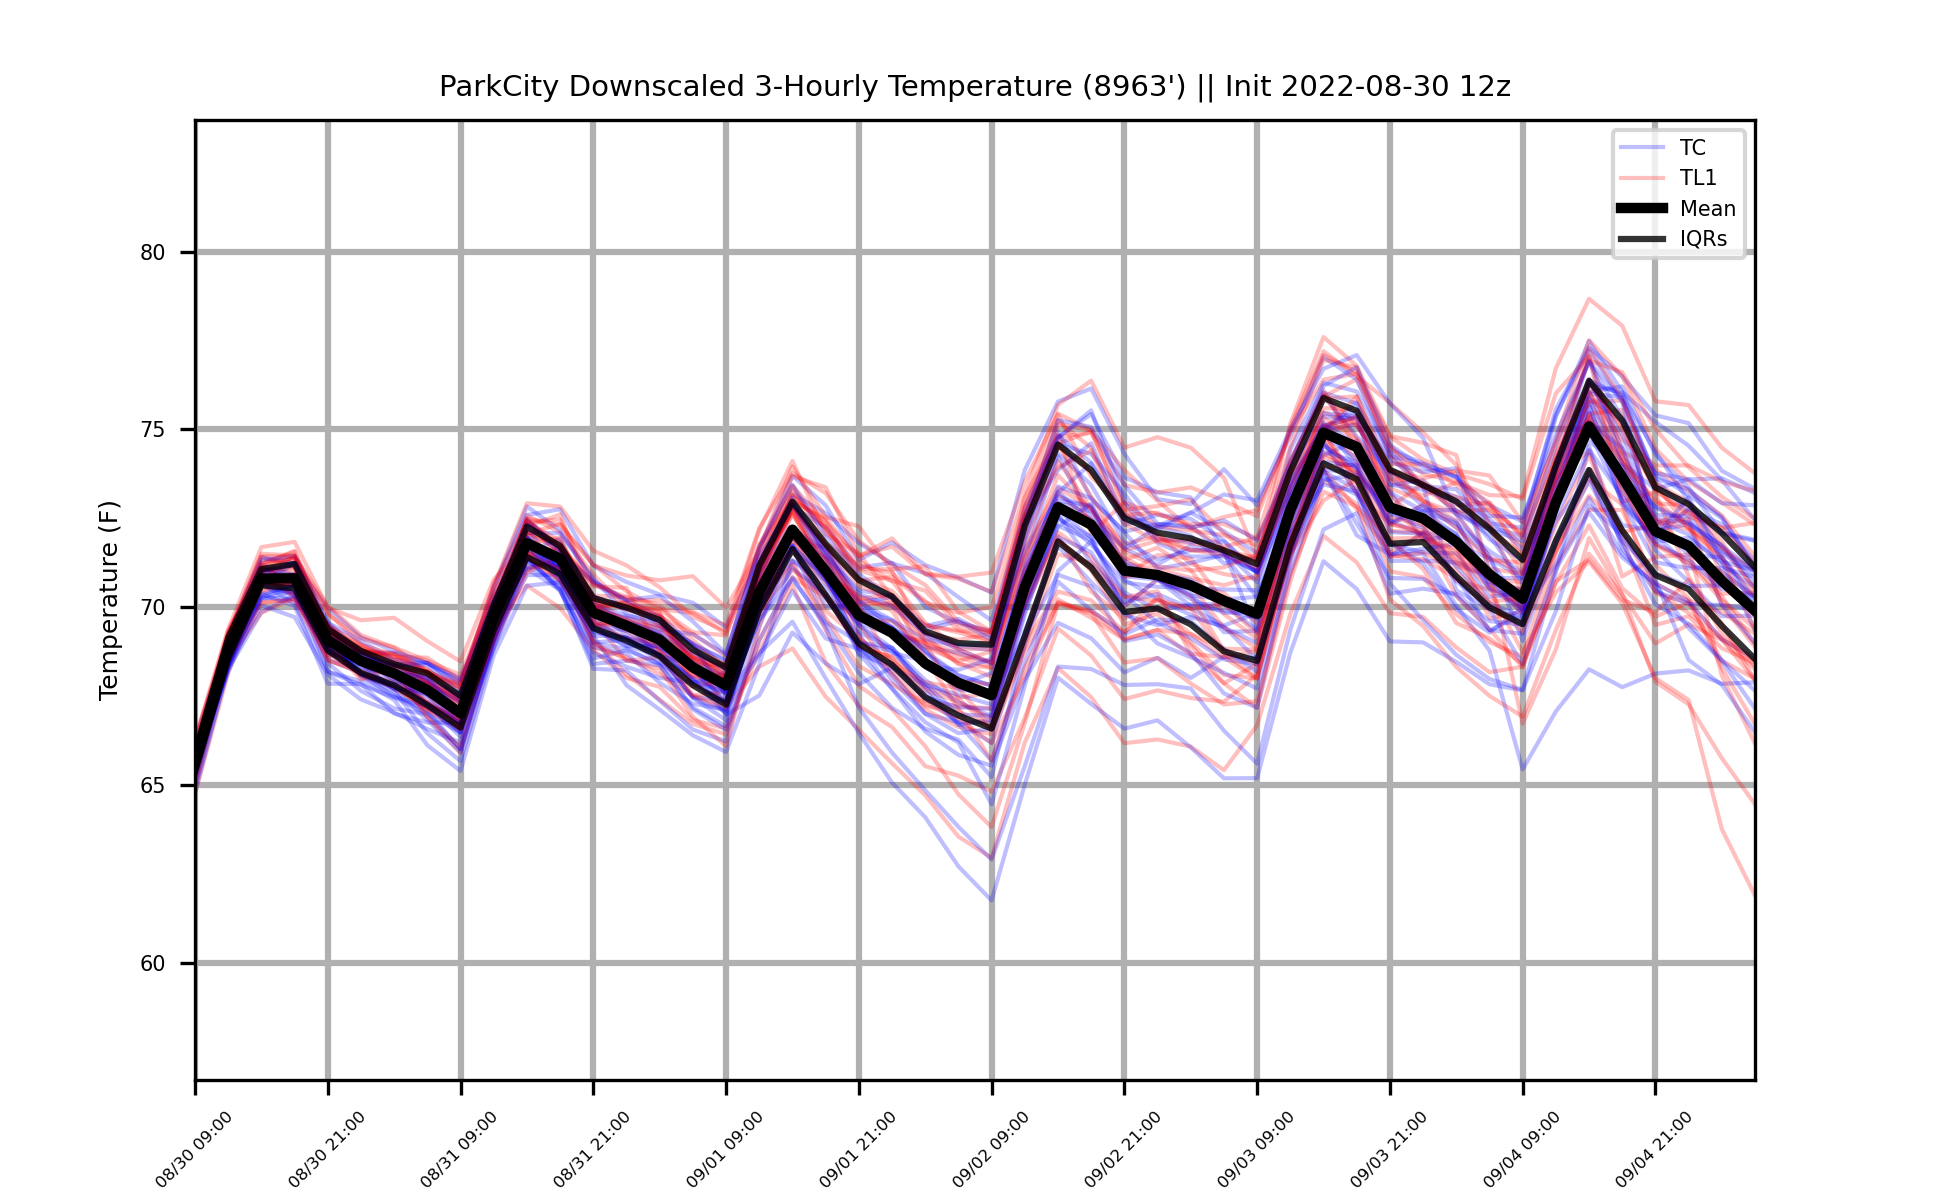 ParkCity Downscaled 3-Hourly Temperature (8963') || Init 2022-08-30 12z
TC
TL1
Mean
IQRs
Temperature (F)
80
75
70
65
60
08/30 09:00
08/30 21:00
08/31 09:00
08/31 21:00
09/01 09:00
09/01 21:00
09/02 09:00
09/02 21:00
09/03 09:00
09/03 21:00
09/04 09:00
09/04 21:00